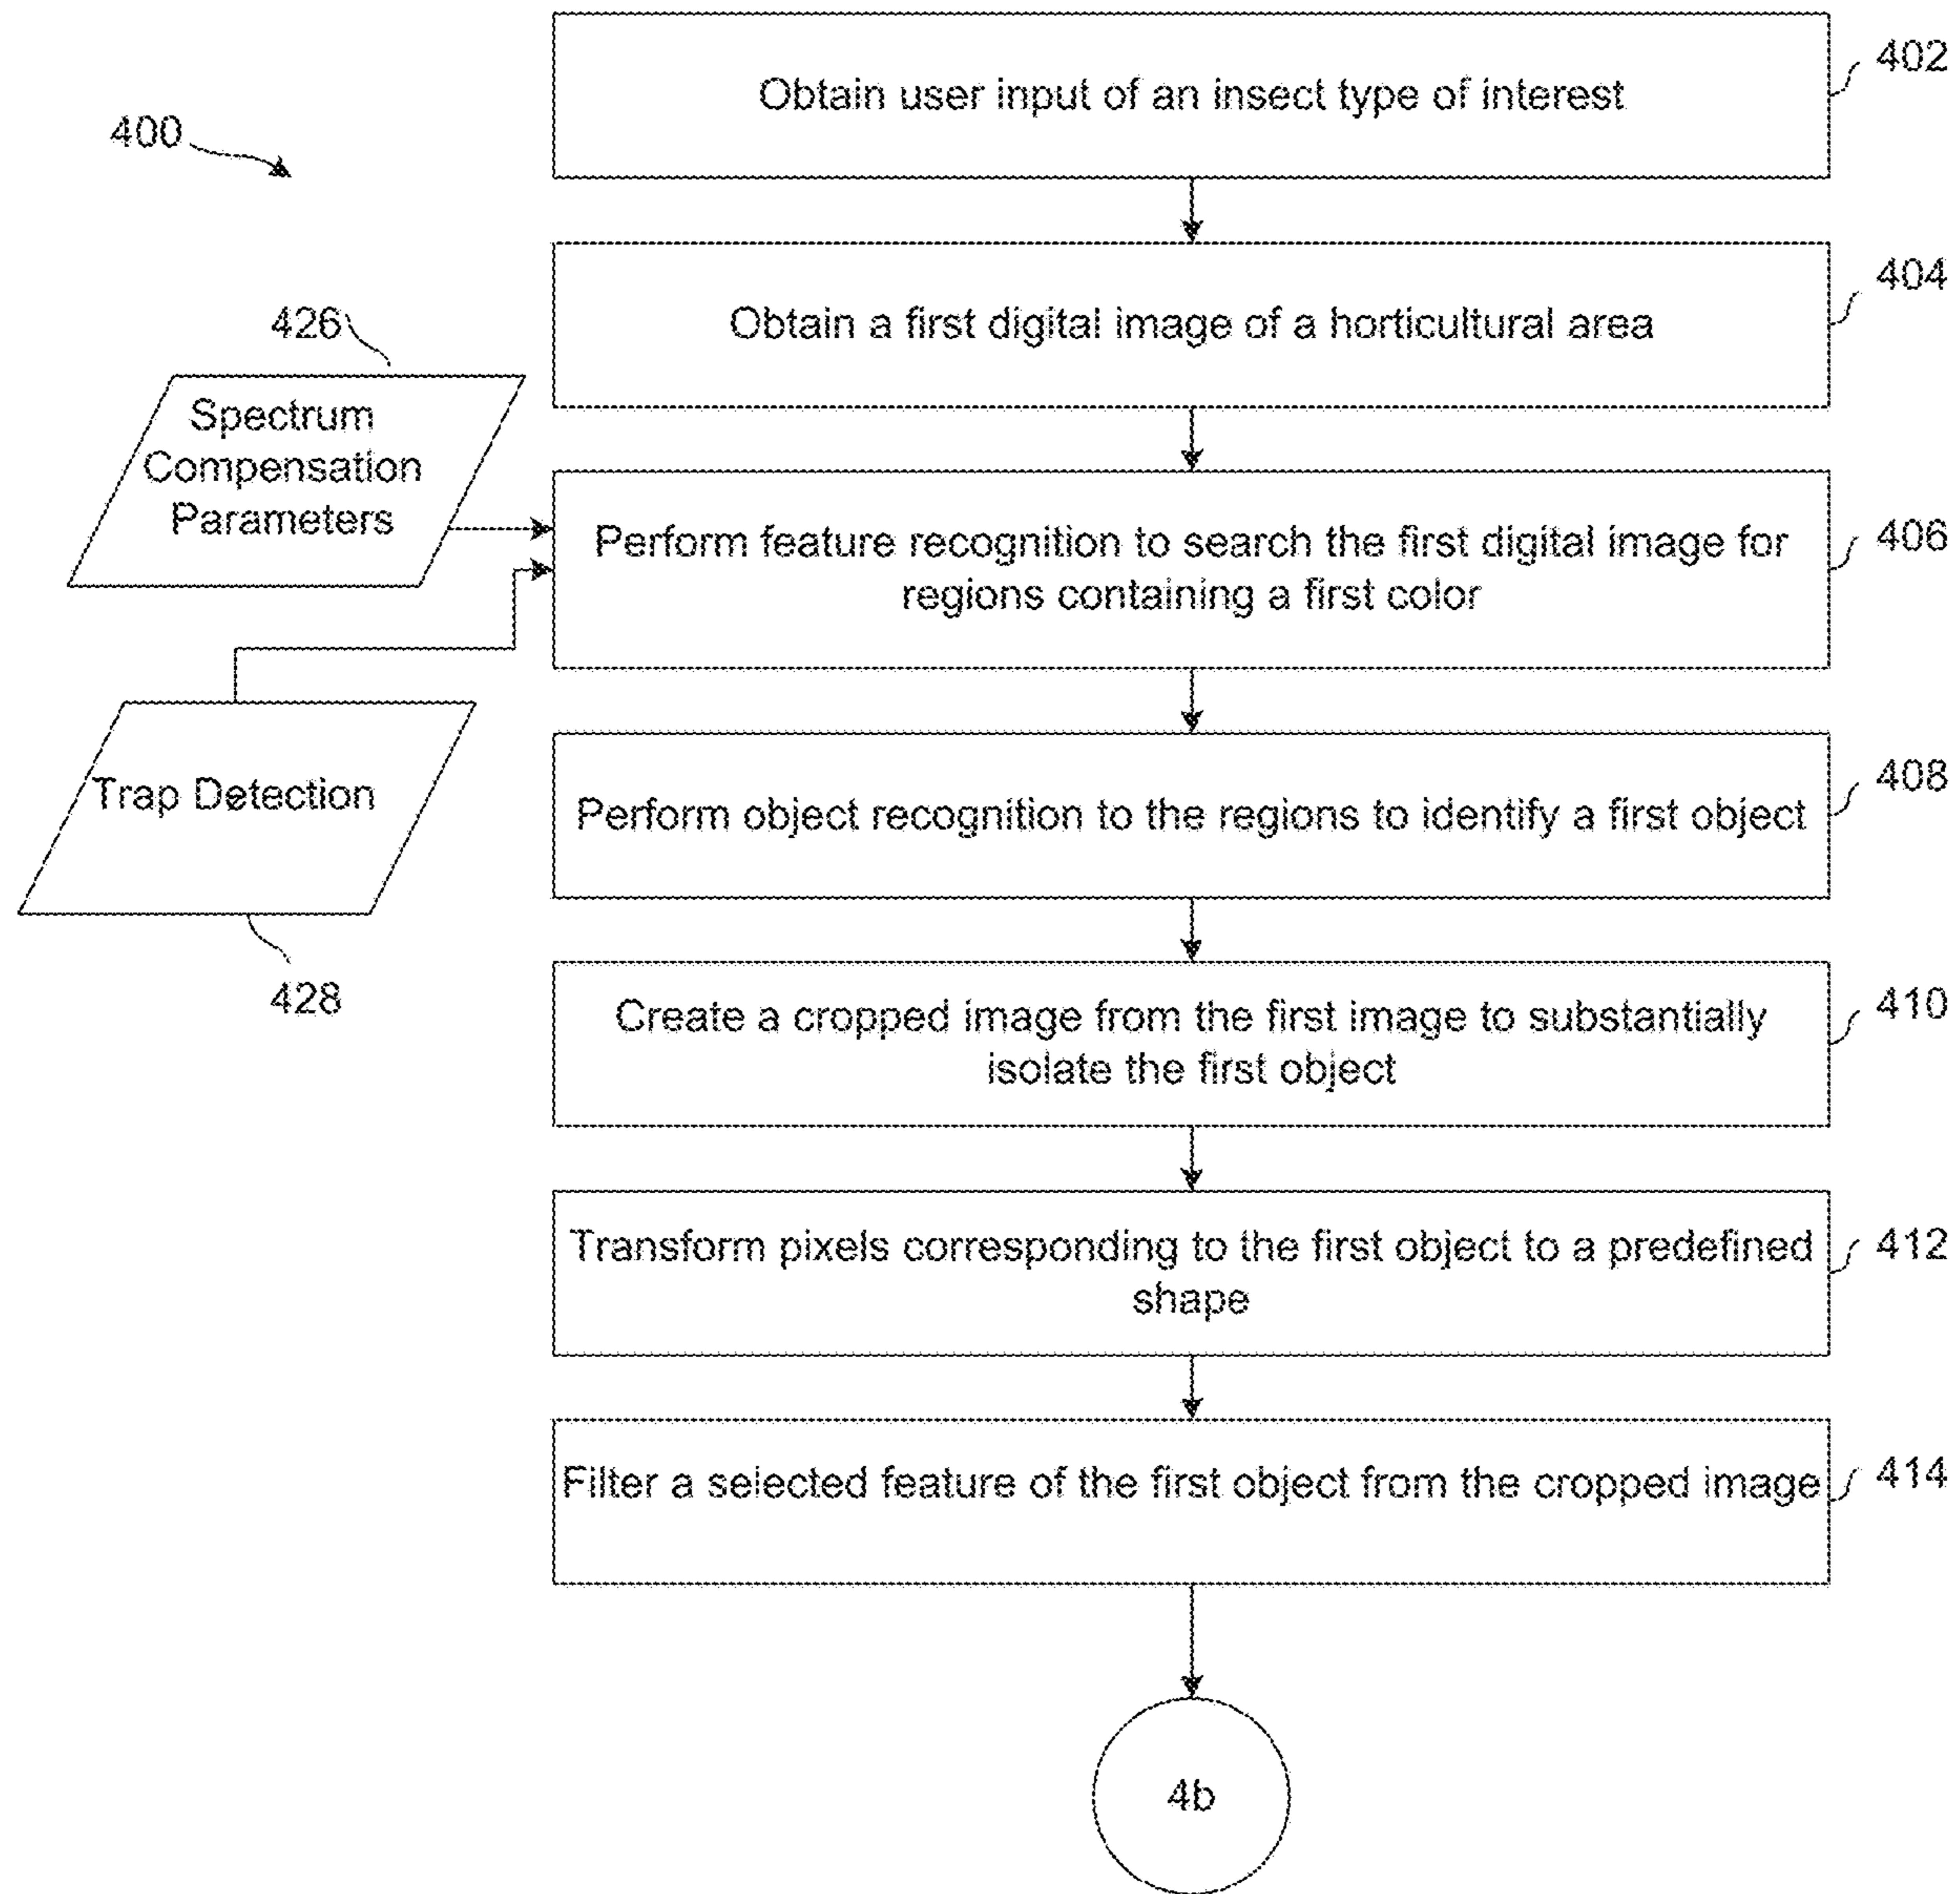 400
Obtain user input of an insect type of interest
402
Obtain a first digital image of a horticultural area
404
426
Spectrum
Compensation
Parameters
Perform feature recognition to search the first digital image for
regions containing a first color
406
Trap Detection
428
Perform object recognition to the regions to identify a first object
408
Create a cropped image from the first image to substantially
isolate the first object
410
Transform pixels corresponding to the first object to a predefined
shape
412
Filter a selected feature of the first object from the cropped image
414
4b